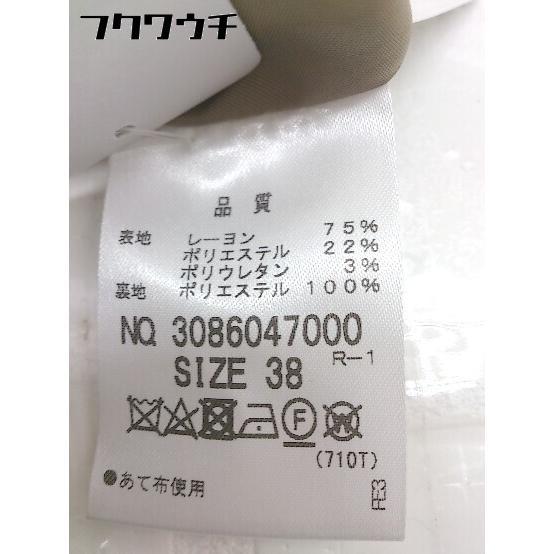 フクワウチ
品質
表地 レーヨン 75%
ポリエステル 22%
ポリウレタン 3%
裏地 ポリエステル 100%
NO. 3086047000
SIZE 38 R-1
F W
(710T)
●あて布使用